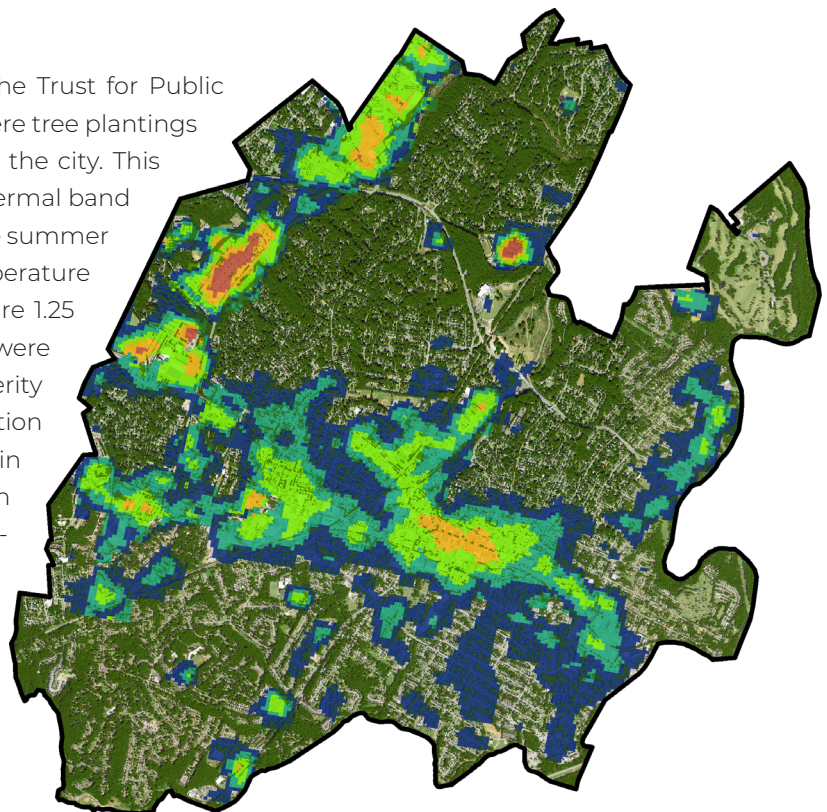 he Trust for Public
ere tree plantings
the city. This
ermal band
e summer
perature
re 1.25
were
erity
tion
in
-